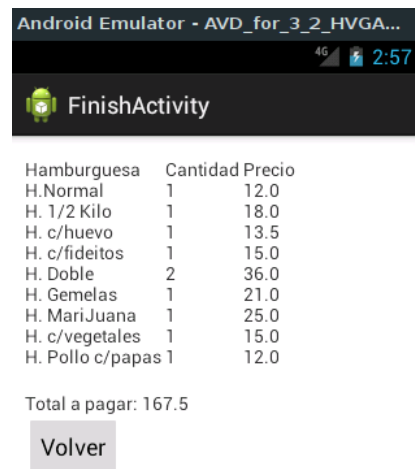 Android Emulator - AVD_for_3_2_HVGA...
4G 2:57
FinishActivity
Hamburguesa Cantidad Precio
H.Normal 1 12.0
H. 1/2 Kilo 1 18.0
H. c/huevo 1 13.5
H. c/fideitos 1 15.0
H. Doble 2 36.0
H. Gemelas 1 21.0
H. MariJuana 1 25.0
H. c/vegetales 1 15.0
H. Pollo c/papas 1 12.0
Total a pagar: 167.5
Volver